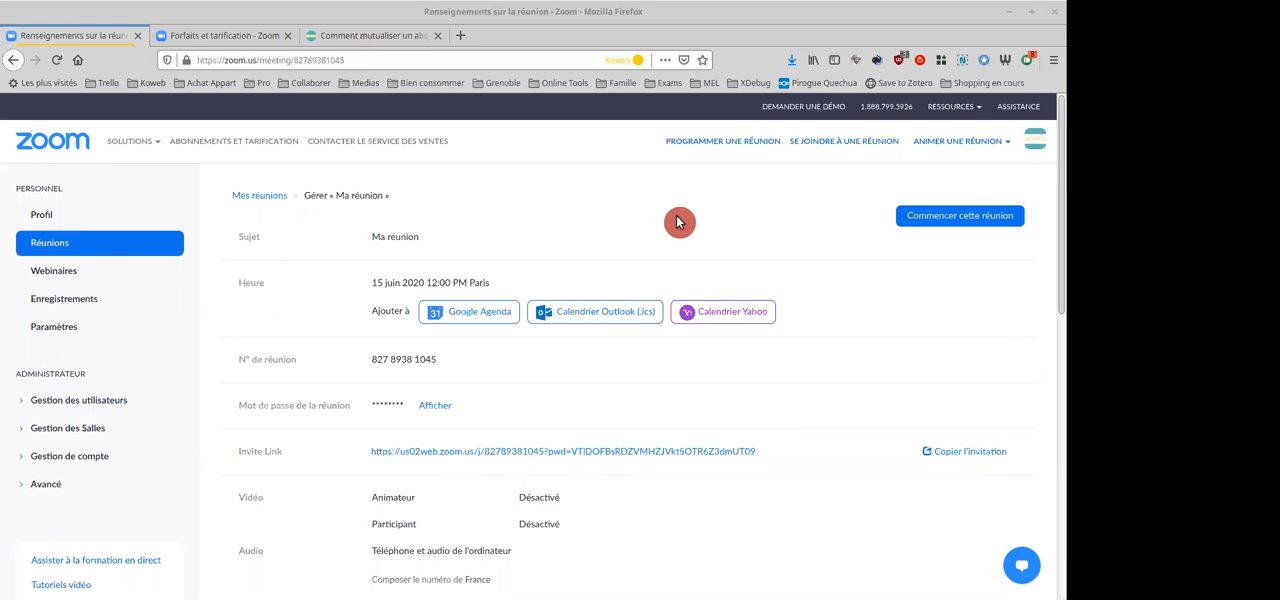 Renseignements sur la réunion - Zoom - Mozilla Firefox
Renseignements sur la réuni
Forfaits et tarification - Zoom
Comment mutualiser un abo
https://zoom.us/meeting/82789381045
Koweb
Les plus visités Trello Koweb Achat Appart Pro Collaborer Medias Bien consommer Grenoble Online Tools Famille Exams MEL XDebug Pirogue Quechua Save to Zotero Shopping en cours
DEMANDER UNE DÉMO 1.888.799.5926 RESSOURCES ASSISTANCE
zoom SOLUTIONS ABONNEMENTS ET TARIFICATION CONTACTER LE SERVICE DES VENTES PROGRAMMER UNE RÉUNION SE JOINDRE À UNE RÉUNION ANIMER UNE RÉUNION
PERSONNEL
Profil
Réunions
Webinaires
Enregistrements
Paramètres
ADMINISTRATEUR
Gestion des utilisateurs
Gestion des Salles
Gestion de compte
Avancé
Assister à la formation en direct
Tutoriels vidéo
Mes réunions > Gérer « Ma réunion »
Commencer cette réunion
Sujet Ma réunion
Heure 15 juin 2020 12:00 PM Paris
Ajouter à 31 Google Agenda Calendrier Outlook (.ics) Calendrier Yahoo
N° de réunion 827 8938 1045
Mot de passe de la réunion ******** Afficher
Invite Link https://us02web.zoom.us/j/82789381045?pwd=VTlDOFBsRDZVMHZJVkt5OTR6Z3dmUT09 Copier l'invitation
Vidéo Animateur Désactivé
Participant Désactivé
Audio Téléphone et audio de l'ordinateur
Composer le numéro de France